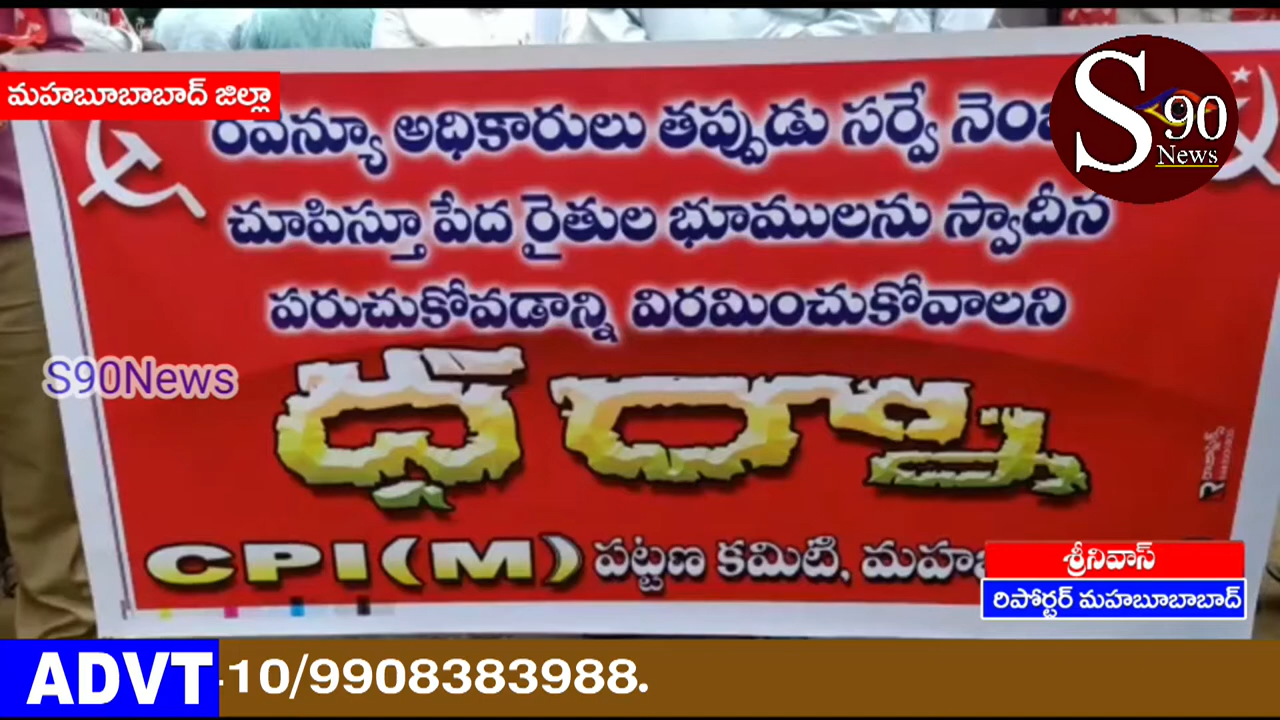 మహబూబాబాద్ జిల్లా
S90 News
రెవెన్యూ అధికారులు తప్పుడు సర్వే
చూపిస్తూ పేద రైతుల భూములను స్వాదీన
పరుచుకోవడాన్ని విరమించుకోవాలని
S90News
ధర్నా
CPI(M) పట్టణ కమిటి,
శ్రీనివాస్
రిపోర్టర్ మహబూబాబాద్
ADVT 10/9908383988.